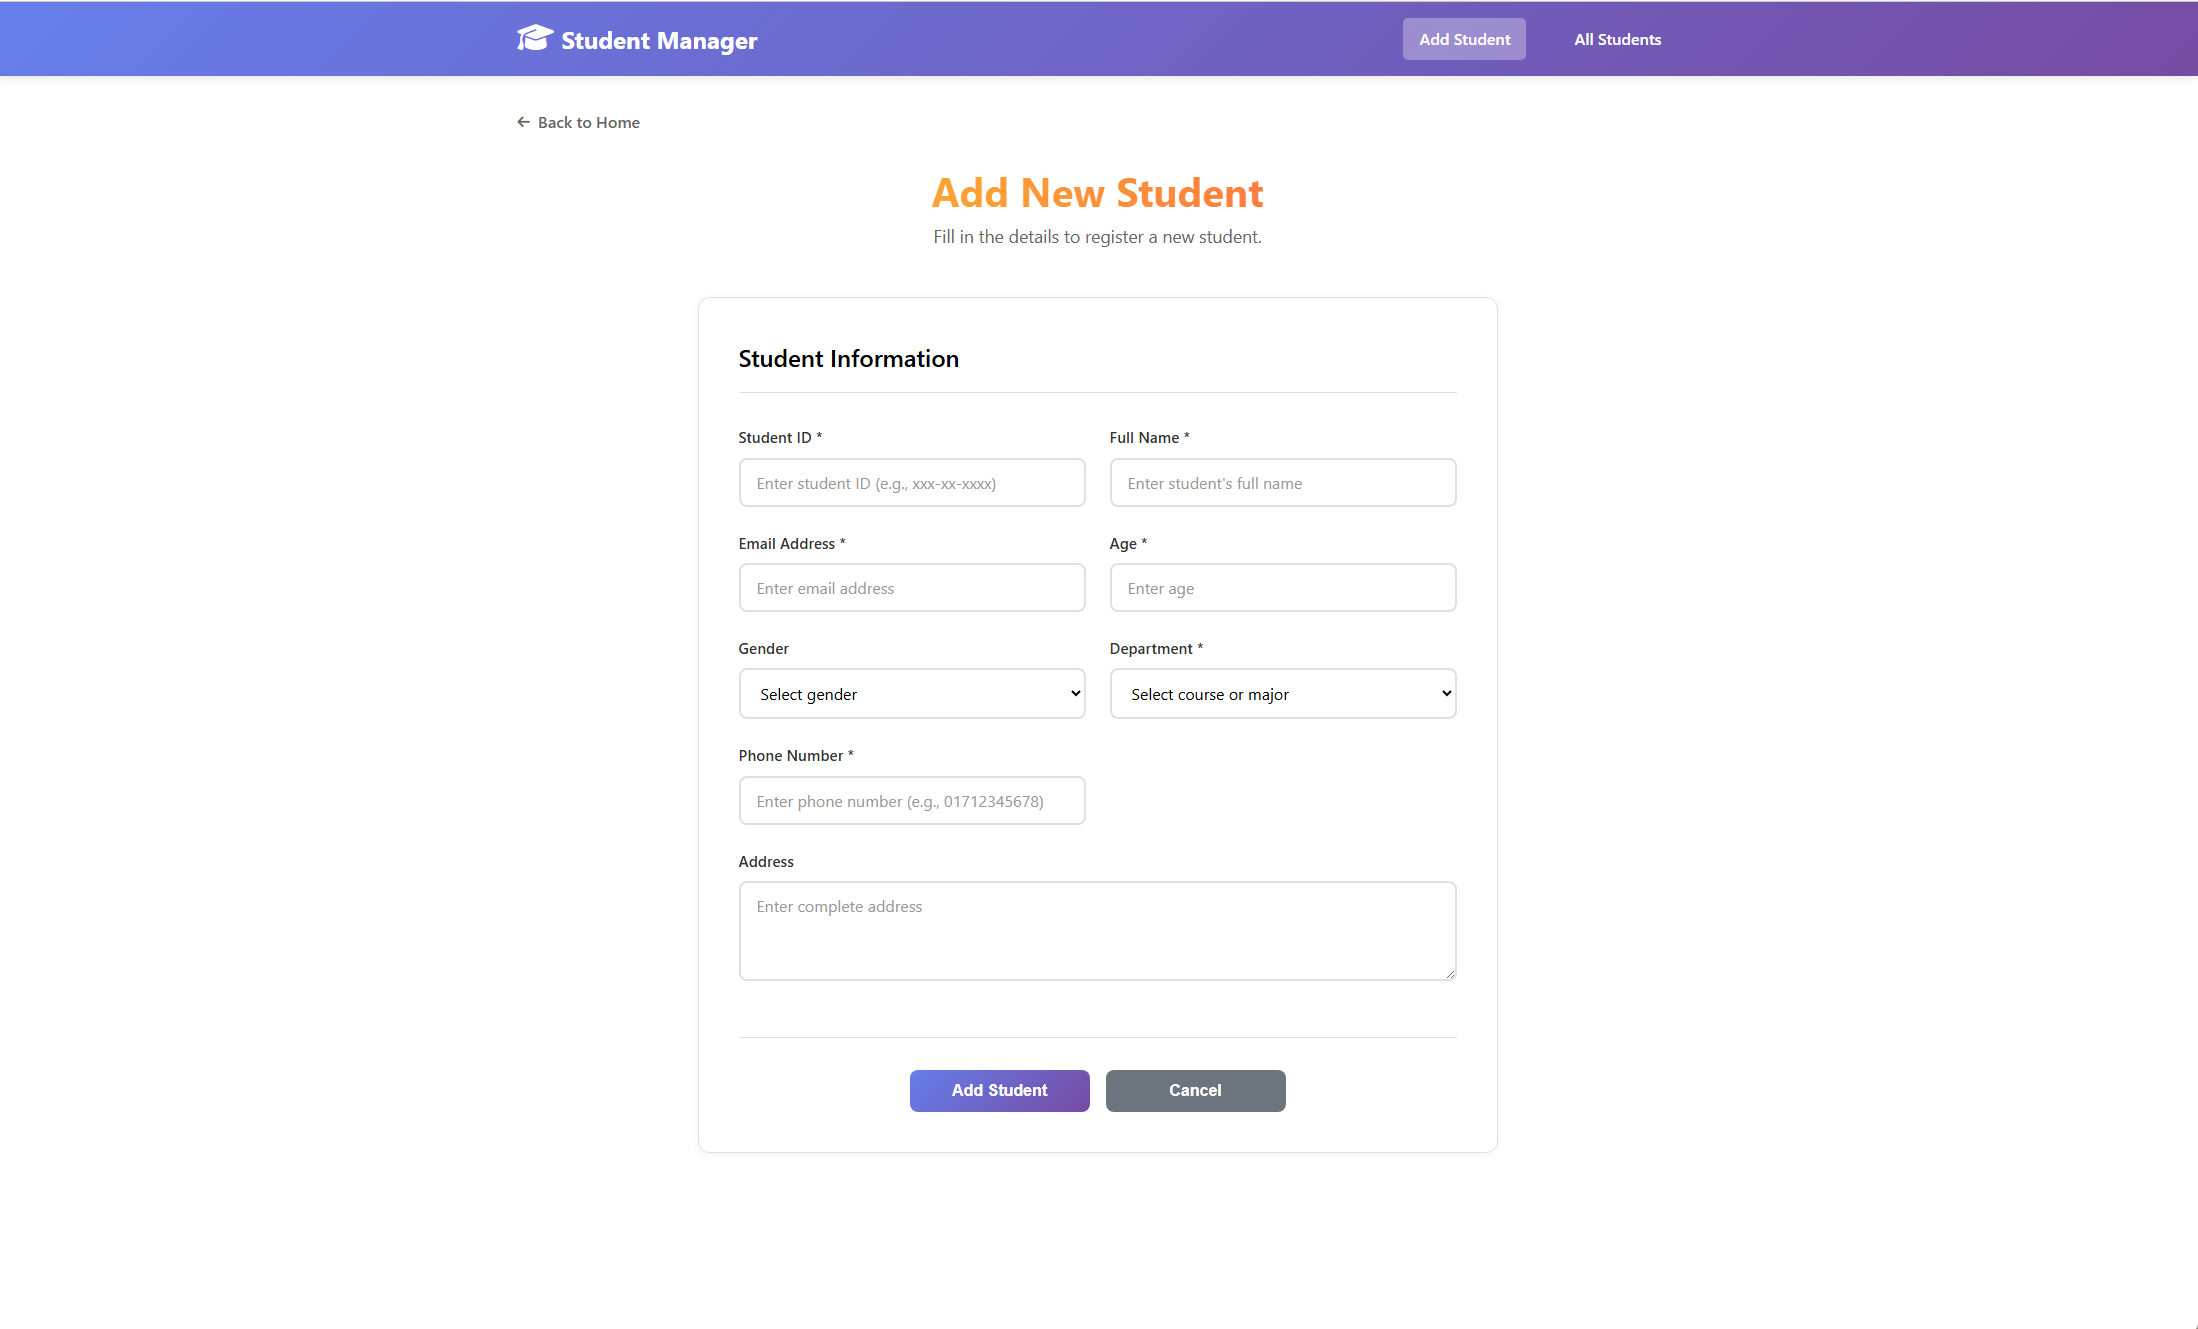 Student Manager
Add Student
All Students
Back to Home
Add New Student
Fill in the details to register a new student.
Student Information
Student ID *
Full Name *
Enter student ID (e.g., xxx-xx-xxxx)
Enter student's full name
Email Address *
Age *
Enter email address
Enter age
Gender
Department *
Select gender
Select course or major
Phone Number *
Enter phone number (e.g., 01712345678)
Address
Enter complete address
Add Student
Cancel